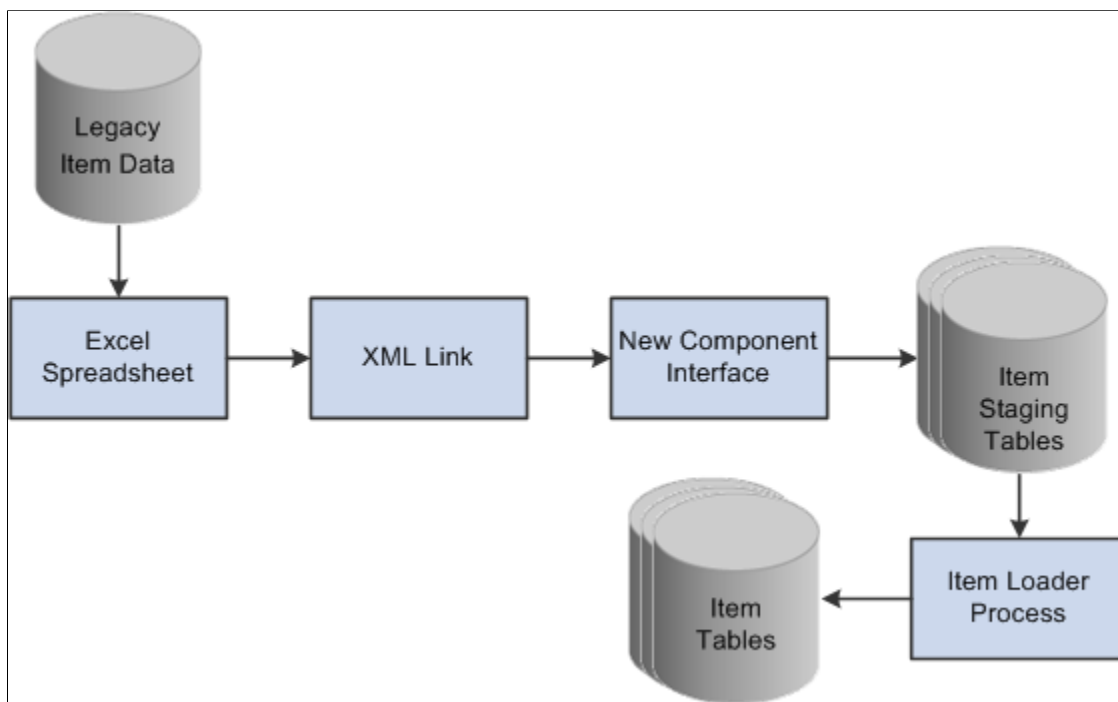 Legacy
Item Data
Excel
Spreadsheet
XML Link
New Component
Interface
Item
Staging
Tables
Item Loader
Process
Item
Tables